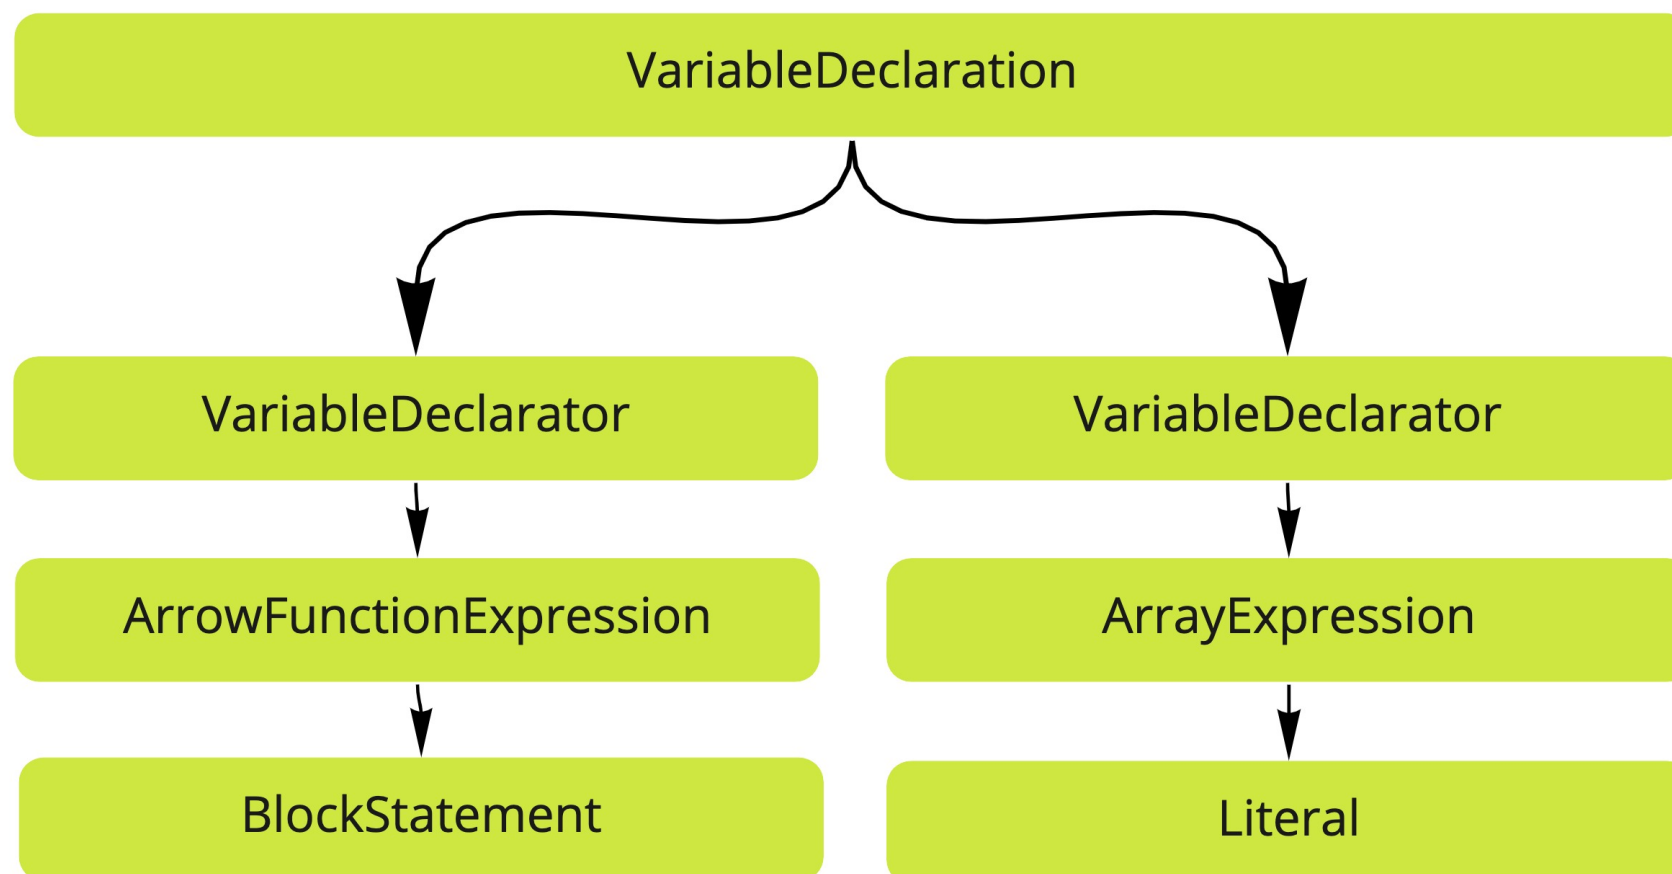 VariableDeclaration
VariableDeclarator
VariableDeclarator
ArrowFunctionExpression
ArrayExpression
BlockStatement
Literal